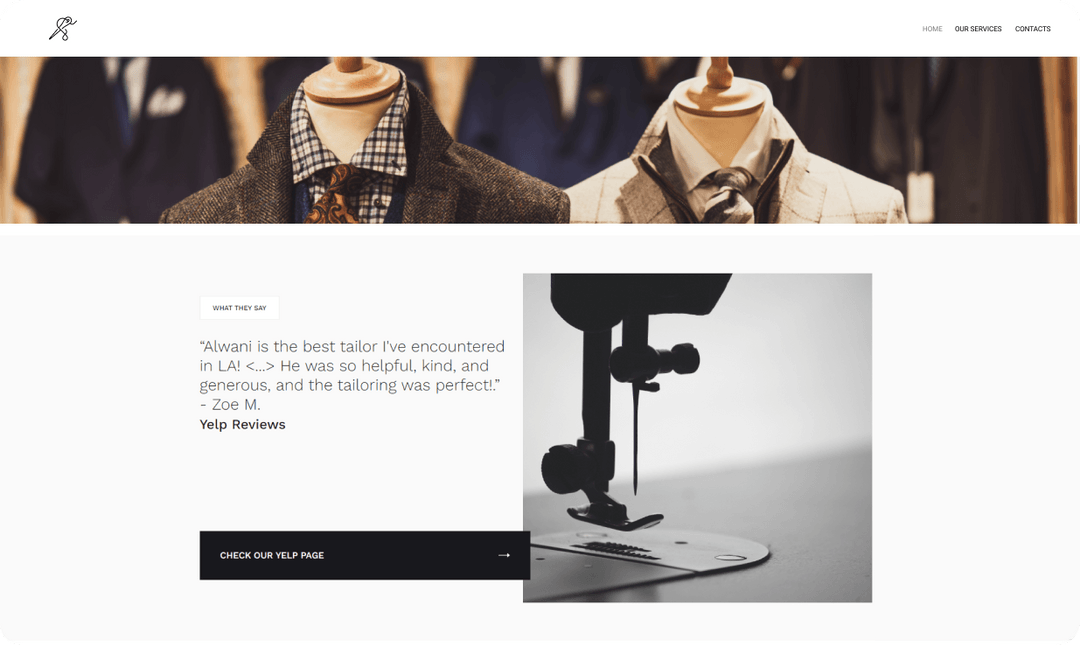 HOME OUR SERVICES CONTACTS
WHAT THEY SAY
“Alwani is the best tailor I've encountered
in LA! <...> He was so helpful, kind, and
generous, and the tailoring was perfect!.”
- Zoe M.
Yelp Reviews
CHECK OUR YELP PAGE →